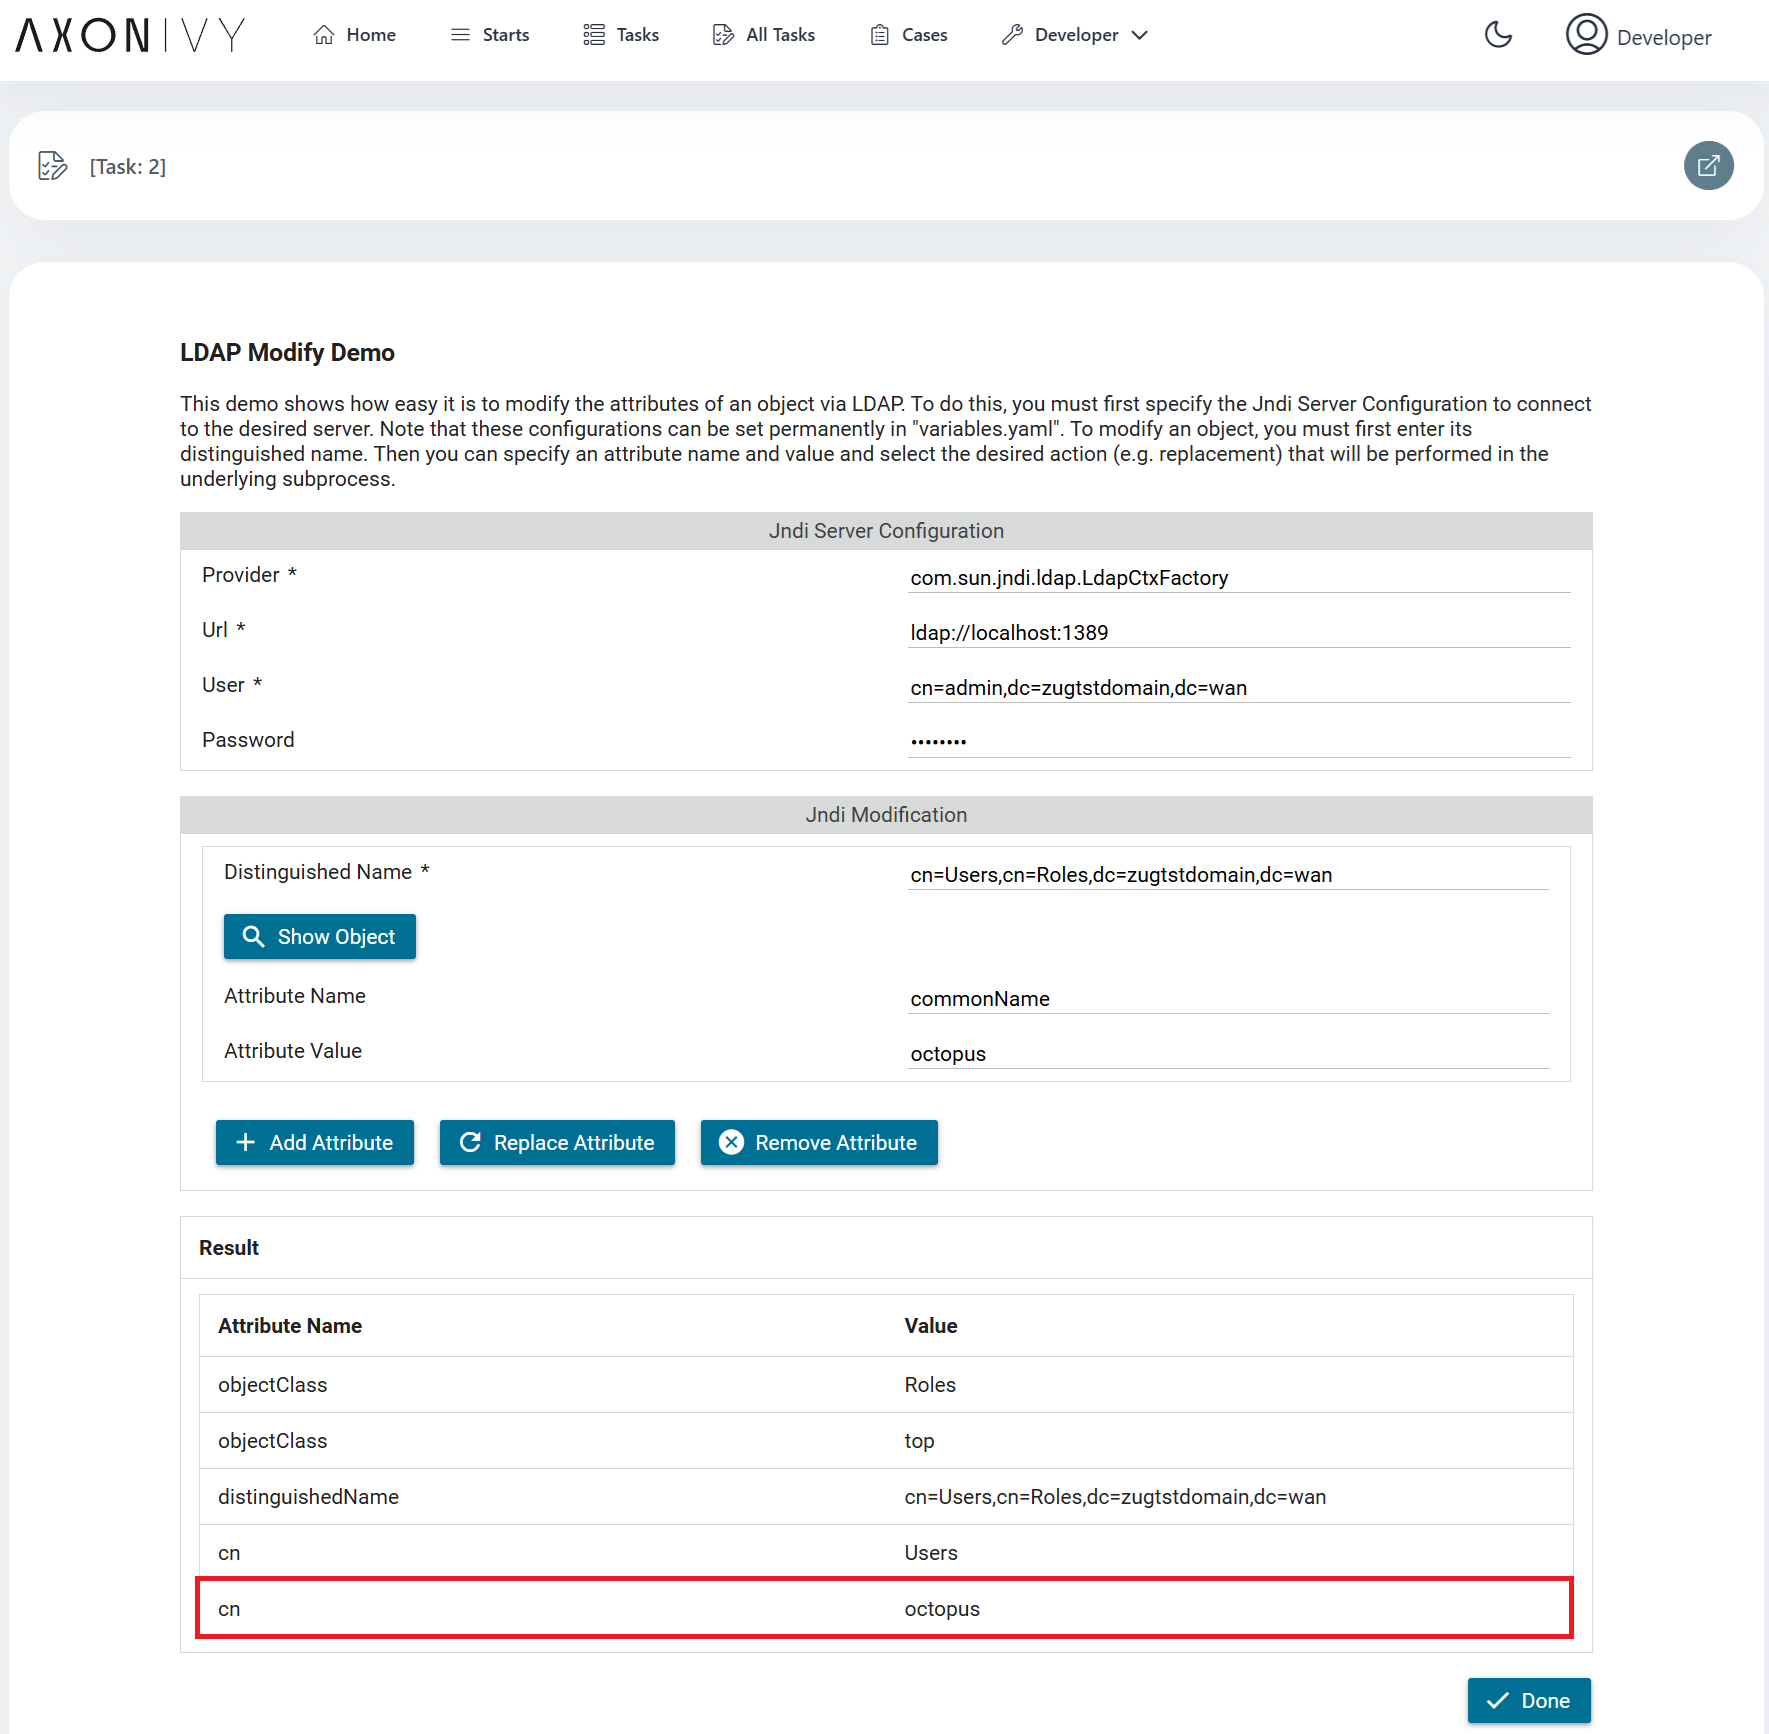 AXONIVY Home Starts Tasks All Tasks Cases Developer Developer
[Task: 2]
LDAP Modify Demo
This demo shows how easy it is to modify the attributes of an object via LDAP. To do this, you must first specify the Jndi Server Configuration to connect
to the desired server. Note that these configurations can be set permanently in "variables.yaml". To modify an object, you must first enter its
distinguished name. Then you can specify an attribute name and value and select the desired action (e.g. replacement) that will be performed in the
underlying subprocess.
Jndi Server Configuration
Provider * com.sun.jndi.ldap.LdapCtxFactory
Url * ldap://localhost:1389
User * cn=admin,dc=zugtstdomain,dc=wan
Password ••••••••
Jndi Modification
Distinguished Name * cn=Users,cn=Roles,dc=zugtstdomain,dc=wan
Show Object
Attribute Name commonName
Attribute Value octopus
Add Attribute Replace Attribute Remove Attribute
Result
Attribute Name Value
objectClass Roles
objectClass top
distinguishedName cn=Users,cn=Roles,dc=zugtstdomain,dc=wan
cn Users
cn octopus
Done